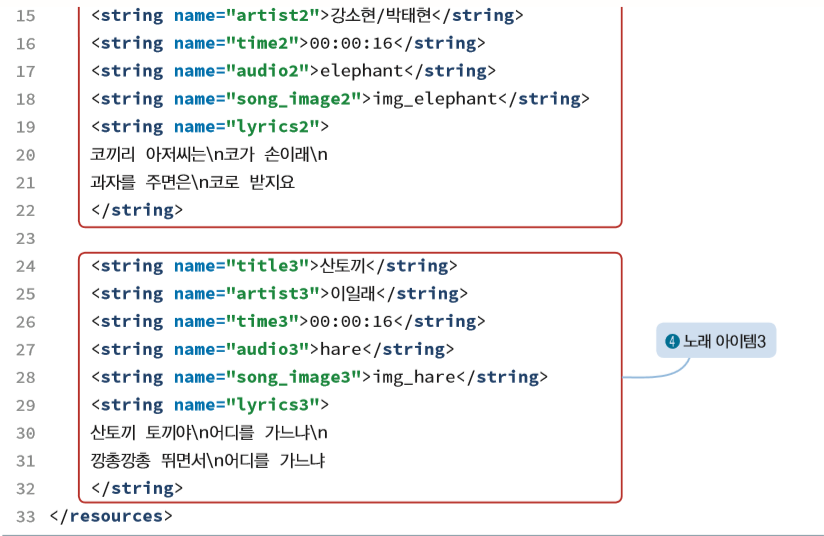 15 <string name="artist2">강소현/박태현</string>
16 <string name="time2">00:00:16</string>
17 <string name="audio2">elephant</string>
18 <string name="song_image2">img_elephant</string>
19 <string name="lyrics2">
20 코끼리 아저씨는\n코가 손이래\n
21 과자를 주면은\n코로 받지요
22 </string>
23
24 <string name="title3">산토끼</string>
25 <string name="artist3">이일래</string>
26 <string name="time3">00:00:16</string>
27 <string name="audio3">hare</string>
❹ 노래 아이템3
28 <string name="song_image3">img_hare</string>
29 <string name="lyrics3">
30 산토끼 토끼야\n어디를 가느냐\n
31 깡총깡총 뛰면서\n어디를 가느냐
32 </string>
33 </resources>